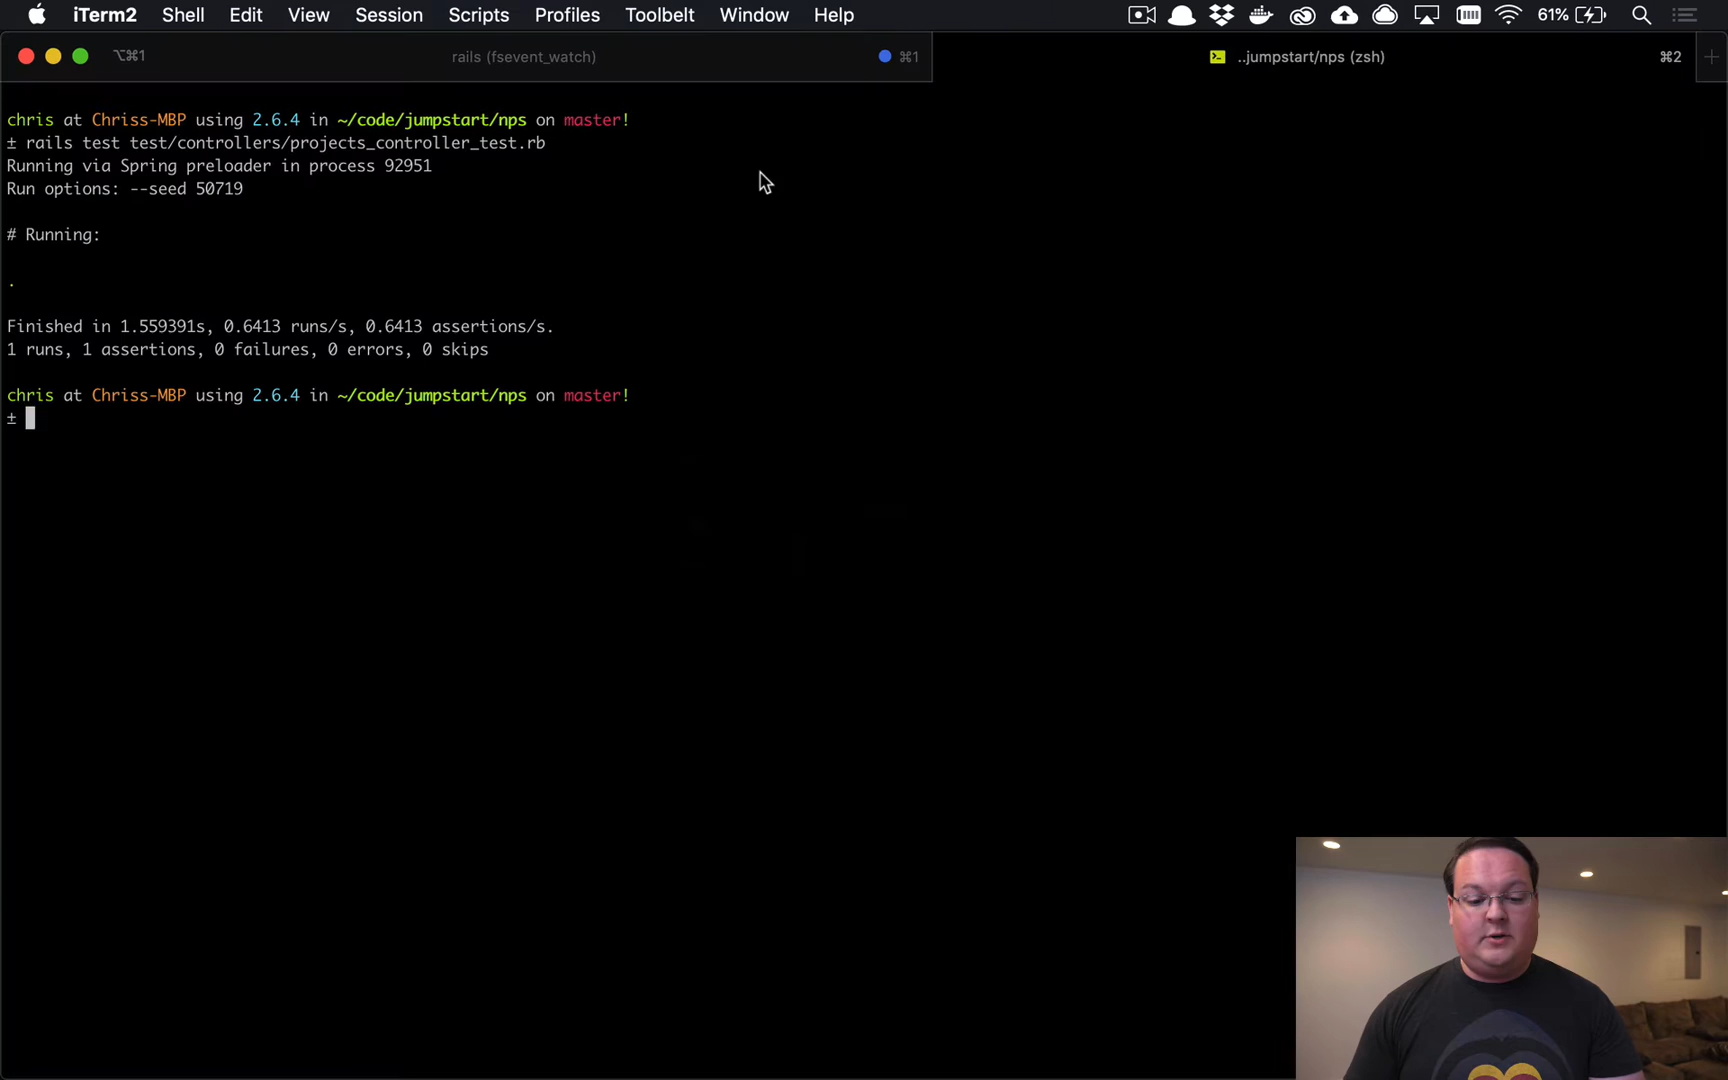 iTerm2 Shell Edit View Session Scripts Profiles Toolbelt Window Help 61%
⌥⌘1 rails (fsevent_watch) ⌘1 ..jumpstart/nps (zsh) ⌘2
chris at Chriss-MBP using 2.6.4 in ~/code/jumpstart/nps on master!
± rails test test/controllers/projects_controller_test.rb
Running via Spring preloader in process 92951
Run options: --seed 50719
# Running:
.
Finished in 1.559391s, 0.6413 runs/s, 0.6413 assertions/s.
1 runs, 1 assertions, 0 failures, 0 errors, 0 skips
chris at Chriss-MBP using 2.6.4 in ~/code/jumpstart/nps on master!
±